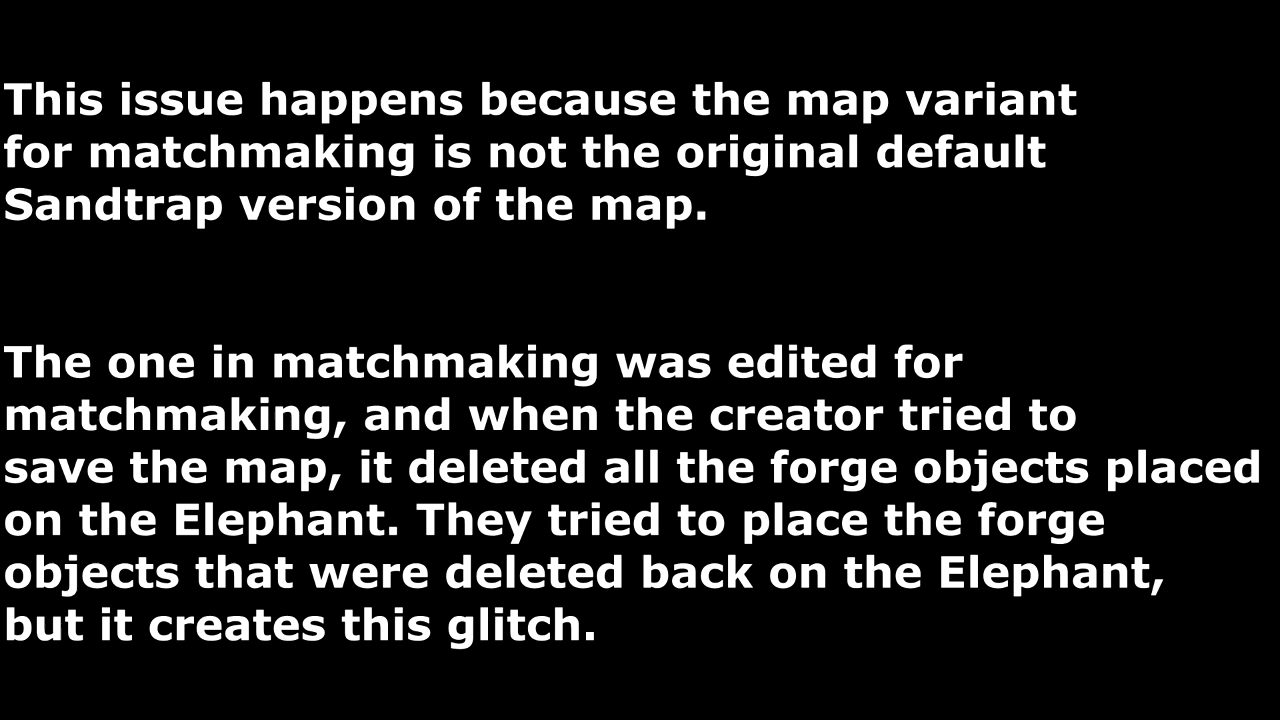 This issue happens because the map variant
for matchmaking is not the original default
Sandtrap version of the map.
The one in matchmaking was edited for
matchmaking, and when the creator tried to
save the map, it deleted all the forge objects placed
on the Elephant. They tried to place the forge
objects that were deleted back on the Elephant,
but it creates this glitch.